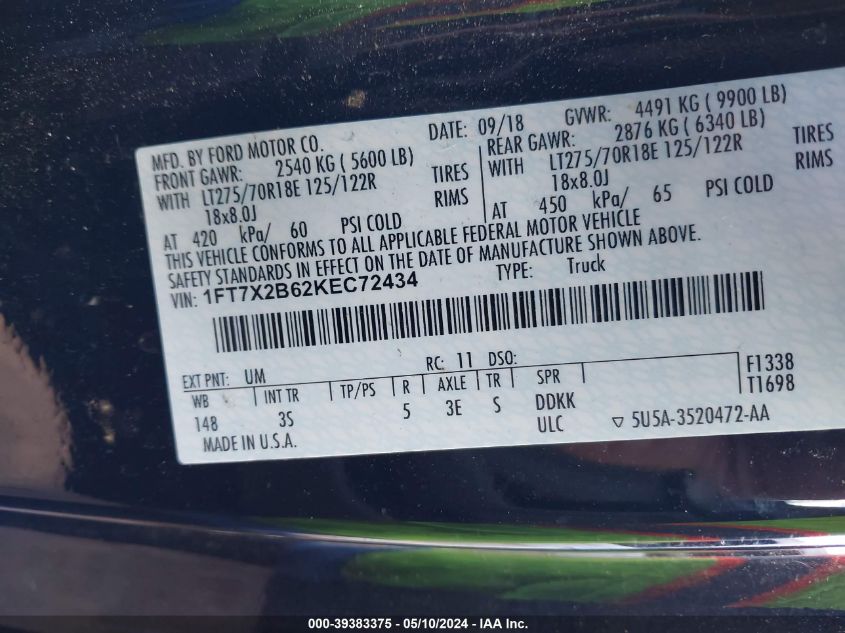 MFD. BY FORD MOTOR CO.
DATE: 09/18 GVWR: 4491 KG ( 9900 LB)
FRONT GAWR: 2540 KG ( 5600 LB)
REAR GAWR: 2876 KG ( 6340 LB)
WITH LT275/70R18E 125/122R TIRES
WITH LT275/70R18E 125/122R TIRES
18x8.0J RIMS
18x8.0J RIMS
AT 420 kPa/ 60 PSI COLD
AT 450 kPa/ 65 PSI COLD
THIS VEHICLE CONFORMS TO ALL APPLICABLE FEDERAL MOTOR VEHICLE
SAFETY STANDARDS IN EFFECT ON THE DATE OF MANUFACTURE SHOWN ABOVE.
VIN: 1FT7X2B62KEC72434 TYPE: Truck
EXT PNT: UM RC: 11 DSO: F1338
WB INT TR TP/PS R AXLE TR SPR T1698
148 3S 5 3E S DDKK
MADE IN U.S.A. ULC ▽ 5U5A-3520472-AA
000-39383375 - 05/10/2024 - IAA Inc.